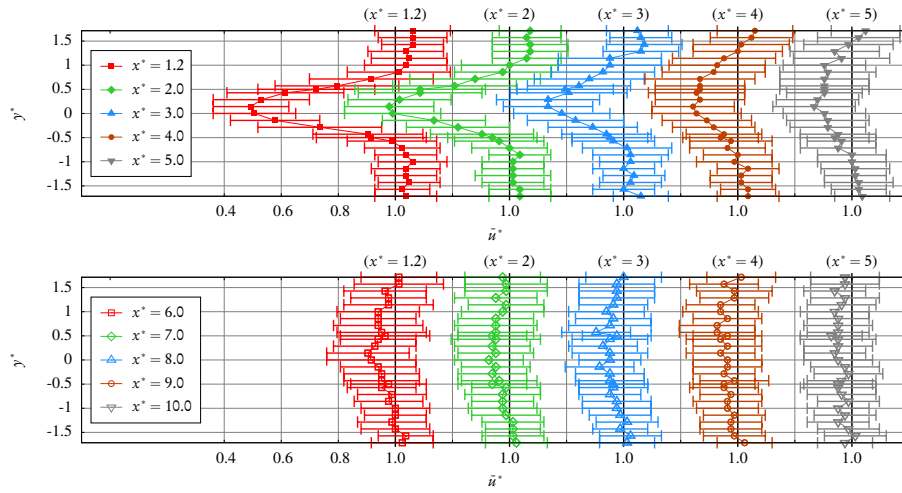 (x* = 1.2) (x* = 2) (x* = 3) (x* = 4) (x* = 5)
1.5
1
0.5
0
-0.5
-1
-1.5
y*
x* = 1.2
x* = 2.0
x* = 3.0
x* = 4.0
x* = 5.0
0.4 0.6 0.8 1.0 1.0 1.0 1.0 1.0
ū*
(x* = 1.2) (x* = 2) (x* = 3) (x* = 4) (x* = 5)
1.5
1
0.5
0
-0.5
-1
-1.5
y*
x* = 6.0
x* = 7.0
x* = 8.0
x* = 9.0
x* = 10.0
0.4 0.6 0.8 1.0 1.0 1.0 1.0 1.0
ū*